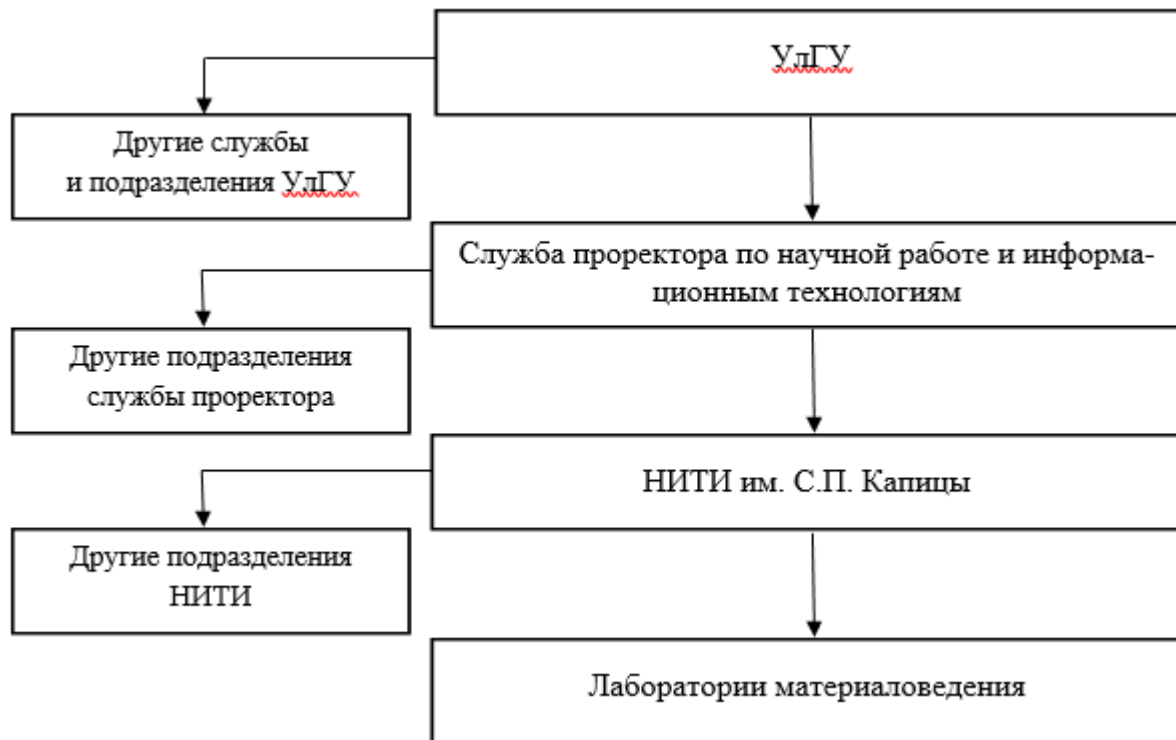 УлГУ
Другие службы
и подразделения УлГУ
Служба проректора по научной работе и информа-
ционным технологиям
Другие подразделения
службы проректора
НИТИ им. С.П. Капицы
Другие подразделения
НИТИ
Лаборатории материаловедения